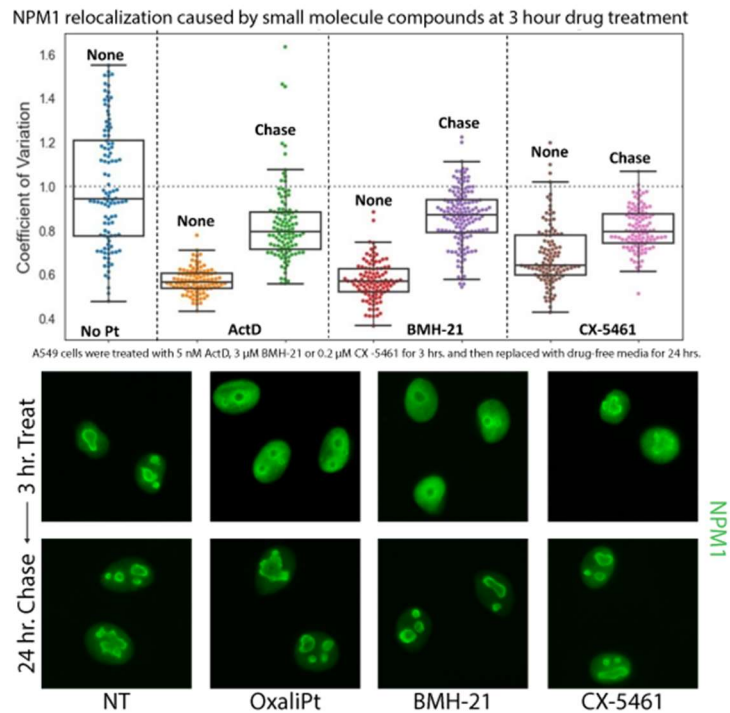 NPM1 relocalization caused by small molecule compounds at 3 hour drug treatment
Coefficient of Variation
1.6
1.4
1.2
1.0
0.8
0.6
0.4
None
None
Chase
None
Chase
None
Chase
No Pt
ActD
BMH-21
CX-5461
A549 cells were treated with 5 nM ActD, 3 µM BMH-21 or 0.2 µM CX -5461 for 3 hrs. and then replaced with drug-free media for 24 hrs.
3 hr. Treat
24 hr. Chase
NPM1
NT
OxaliPt
BMH-21
CX-5461